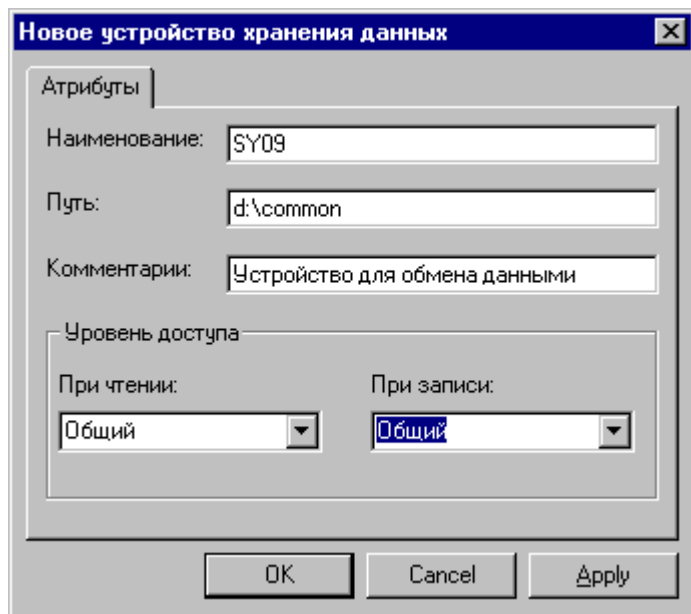 Новое устройство хранения данных
Атрибуты
Наименование: SY09
Путь: d:\common
Комментарии: Устройство для обмена данными
Уровень доступа
При чтении: При записи:
Общий Общий
OK Cancel Apply